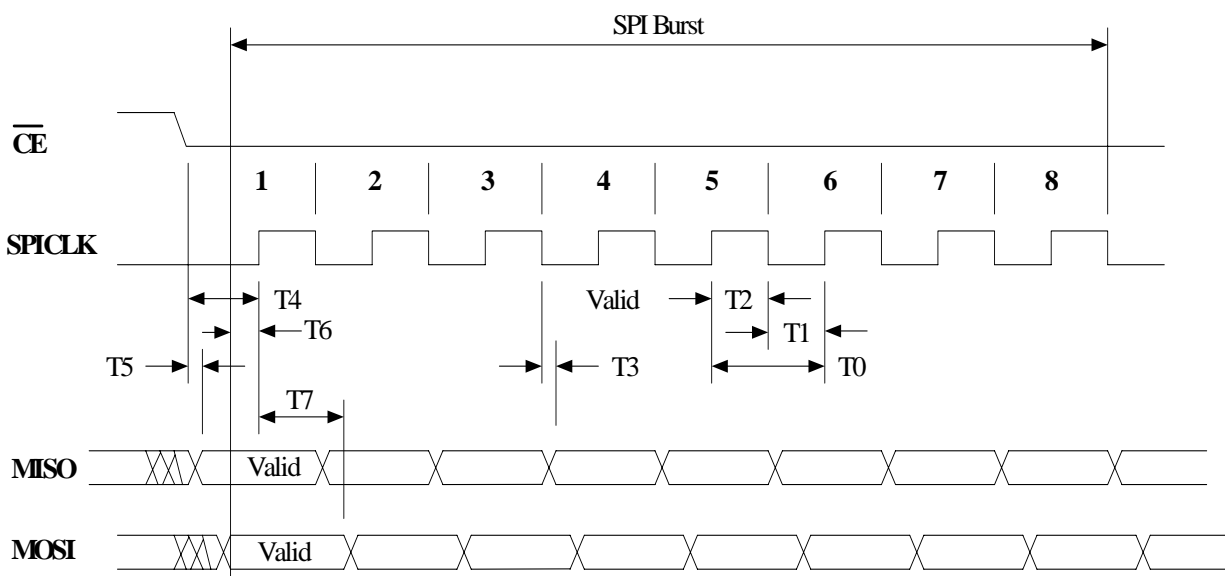 SPI Burst
CE
1 2 3 4 5 6 7 8
SPICLK
T4 Valid T2
T6 T1
T5 T3 T0
T7
MISO Valid
MOSI Valid